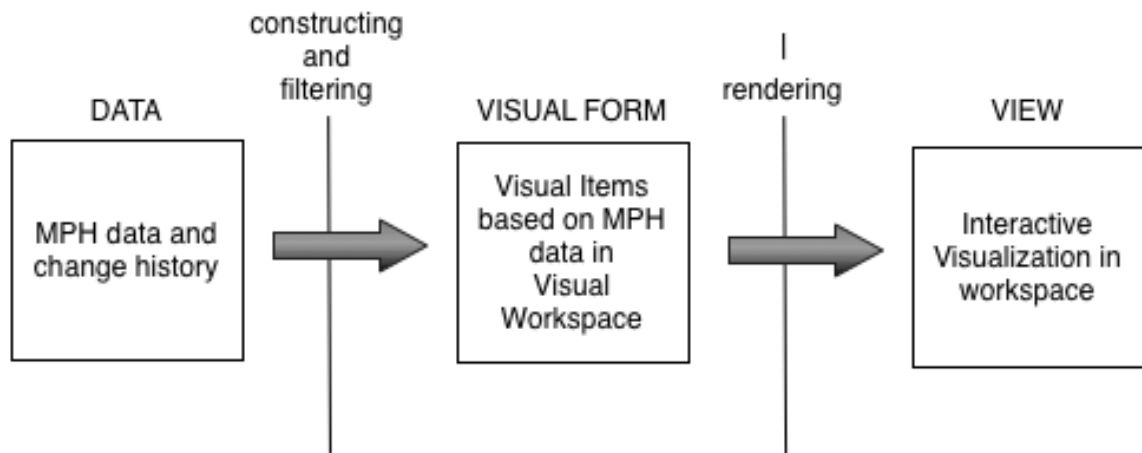 constructing
and
filtering
rendering
DATA
VISUAL FORM
VIEW
MPH data and
change history
Visual Items
based on MPH
data in
Visual
Workspace
Interactive
Visualization in
workspace